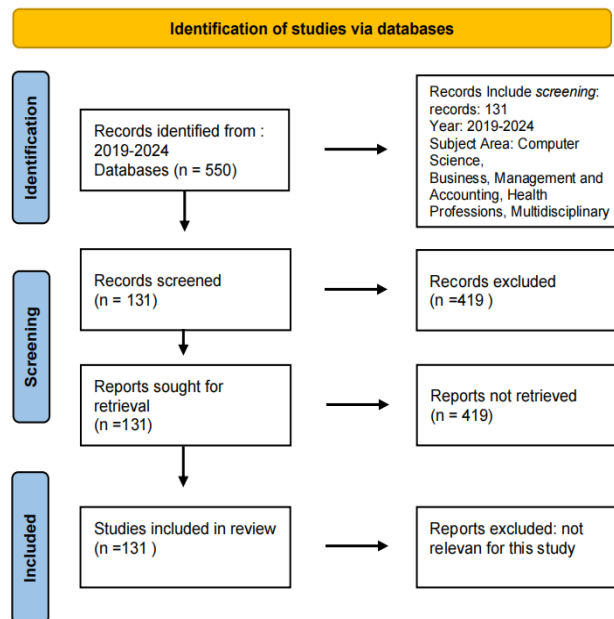 Identification of studies via databases
Identification
Records identified from :
2019-2024
Databases (n = 550)
Records Include screening:
records: 131
Year: 2019-2024
Subject Area: Computer
Science,
Business, Management and
Accounting, Health
Professions, Multidisciplinary
Screening
Records screened
(n = 131)
Records excluded
(n =419 )
Reports sought for
retrieval
(n =131)
Reports not retrieved
(n = 419)
Included
Studies included in review
(n =131 )
Reports excluded: not
relevan for this study